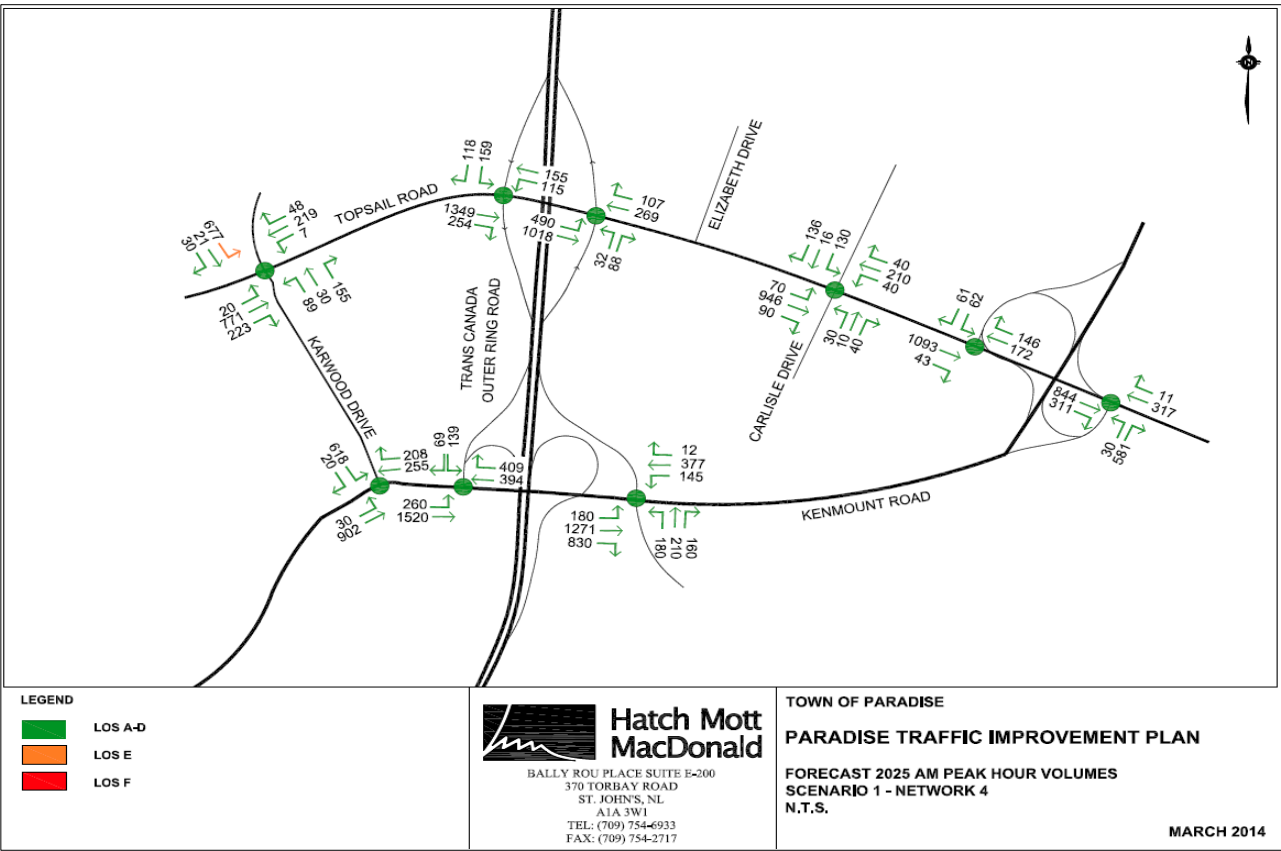 N
118
159
155
115
TOPSAIL ROAD
1349
254
490
1018
107
269
32
88
ELIZABETH DRIVE
48
219
7
677
21
30
20
771
223
89
30
155
KARWOOD DRIVE
TRANS CANADA
OUTER RING ROAD
136
16
130
40
210
40
70
946
90
30
10
40
CARLISLE DRIVE
61
62
146
172
1093
43
844
311
11
317
30
581
618
20
208
255
30
902
69
139
409
394
260
1520
12
377
145
180
1271
830
180
210
160
KENMOUNT ROAD
LEGEND
LOS A-D
LOS E
LOS F
Hatch Mott
MacDonald
BALLY ROU PLACE SUITE E-200
370 TORBAY ROAD
ST. JOHN'S, NL
A1A 3W1
TEL: (709) 754-6933
FAX: (709) 754-2717
TOWN OF PARADISE
PARADISE TRAFFIC IMPROVEMENT PLAN
FORECAST 2025 AM PEAK HOUR VOLUMES
SCENARIO 1 - NETWORK 4
N.T.S.
MARCH 2014